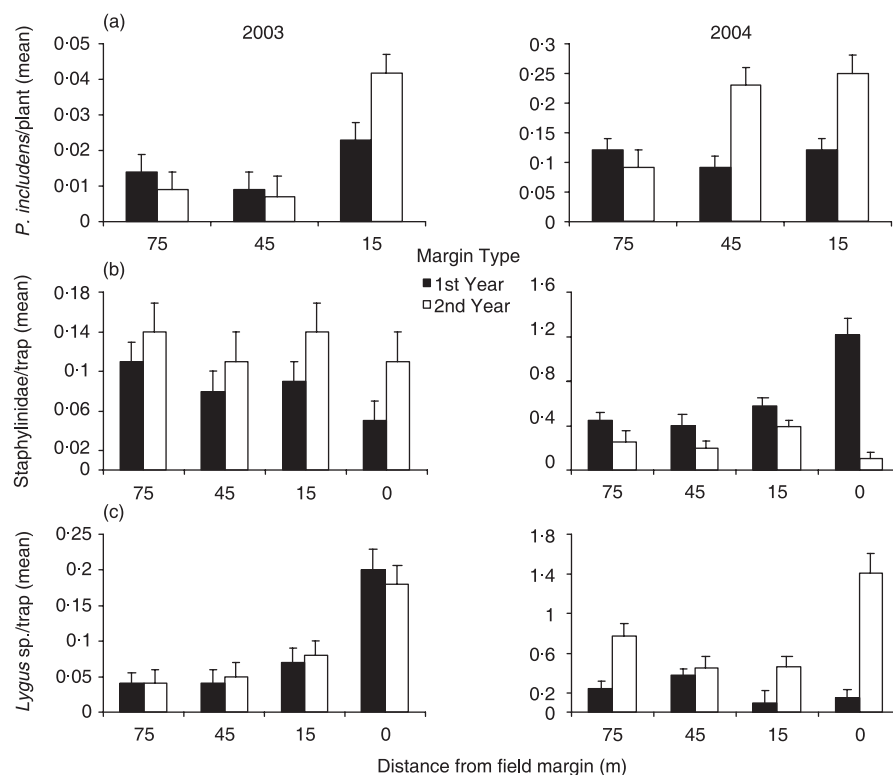 (a)
2003
2004
P. includens/plant (mean)
0·05
0·04
0·03
0·02
0·01
0
75 45 15
0·3
0·25
0·2
0·15
0·1
0·05
0
75 45 15
Margin Type
1st Year
2nd Year
(b)
Staphylinidae/trap (mean)
0·18
0·14
0·1
0·06
0·02
0
75 45 15 0
1·6
1·2
0·8
0·4
0
75 45 15 0
(c)
Lygus sp./trap (mean)
0·25
0·2
0·15
0·1
0·05
0
75 45 15 0
1·8
1·4
1
0·6
0·2
0
75 45 15 0
Distance from field margin (m)